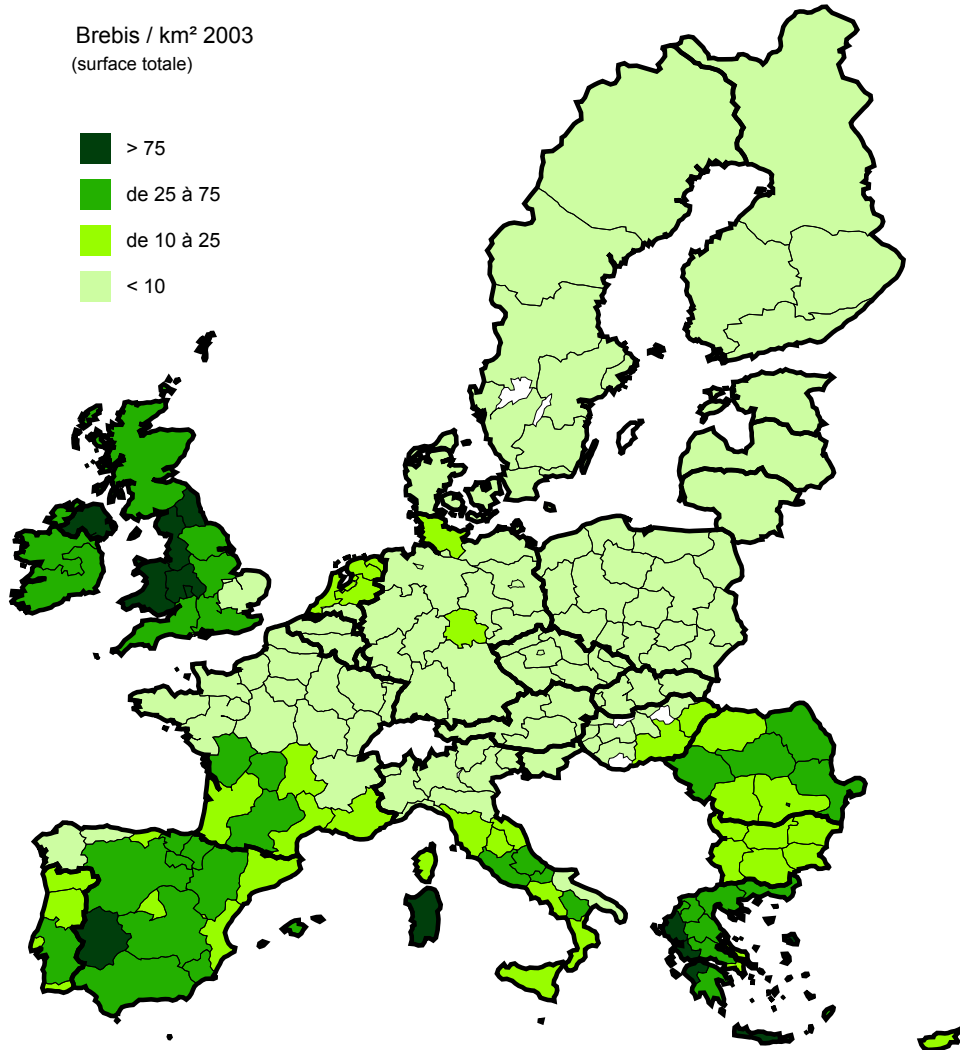 Brebis / km² 2003
(surface totale)
> 75
de 25 à 75
de 10 à 25
< 10